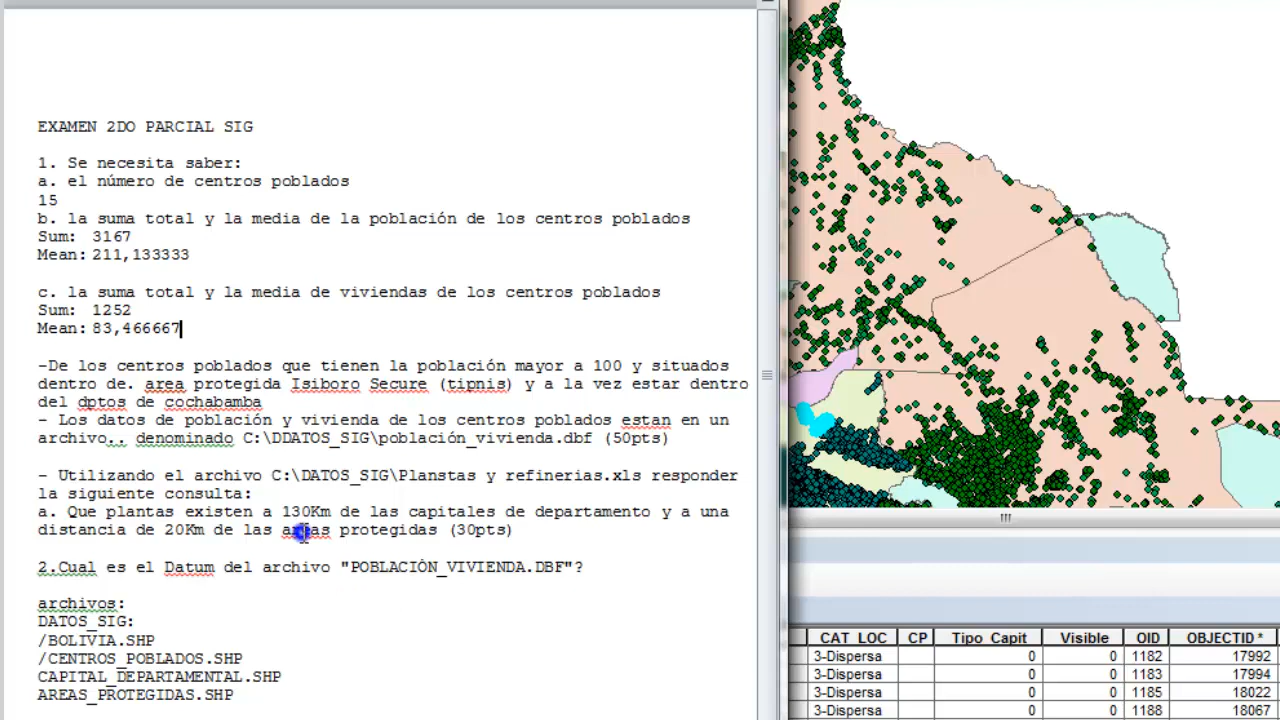 EXAMEN 2DO PARCIAL SIG
1. Se necesita saber:
a. el número de centros poblados
15
b. la suma total y la media de la población de los centros poblados
Sum: 3167
Mean: 211,133333
c. la suma total y la media de viviendas de los centros poblados
Sum: 1252
Mean: 83,466667
-De los centros poblados que tienen la población mayor a 100 y situados
dentro de. area protegida Isiboro Secure (tipnis) y a la vez estar dentro
del dptos de cochabamba
- Los datos de población y vivienda de los centros poblados estan en un
archivo.. denominado C:\DDATOS_SIG\población_vivienda.dbf (50pts)
- Utilizando el archivo C:\DATOS_SIG\Planstas y refinerias.xls responder
la siguiente consulta:
a. Que plantas existen a 130Km de las capitales de departamento y a una
distancia de 20Km de las areas protegidas (30pts)
2.Cual es el Datum del archivo "POBLACIÓN_VIVIENDA.DBF"?
archivos:
DATOS_SIG:
/BOLIVIA.SHP
/CENTROS_POBLADOS.SHP
CAPITAL_DEPARTAMENTAL.SHP
AREAS_PROTEGIDAS.SHP
CAT_LOC CP Tipo_Capit Visible OID OBJECTID *
3-Dispersa 0 0 1182 17992
3-Dispersa 0 0 1183 17994
3-Dispersa 0 0 1185 18022
3-Dispersa 0 0 1188 18067